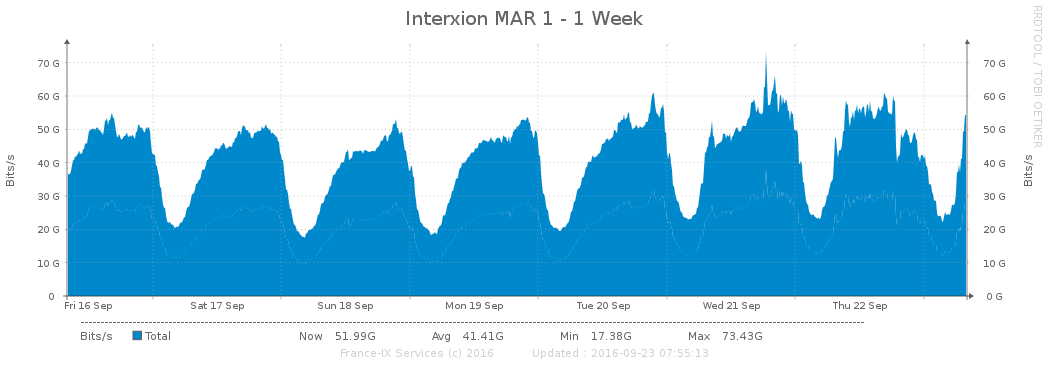 Interxion MAR 1 - 1 Week
RRDTOOL / TOBI OETIKER
Bits/s
70 G 70 G
60 G 60 G
50 G 50 G
40 G 40 G
30 G 30 G
20 G 20 G
10 G 10 G
0 0 G
Bits/s
Fri 16 Sep Sat 17 Sep Sun 18 Sep Mon 19 Sep Tue 20 Sep Wed 21 Sep Thu 22 Sep
Bits/s Total Now 51.99G Avg 41.41G Min 17.38G Max 73.43G
France-IX Services (c) 2016 Updated : 2016-09-23 07:55:13